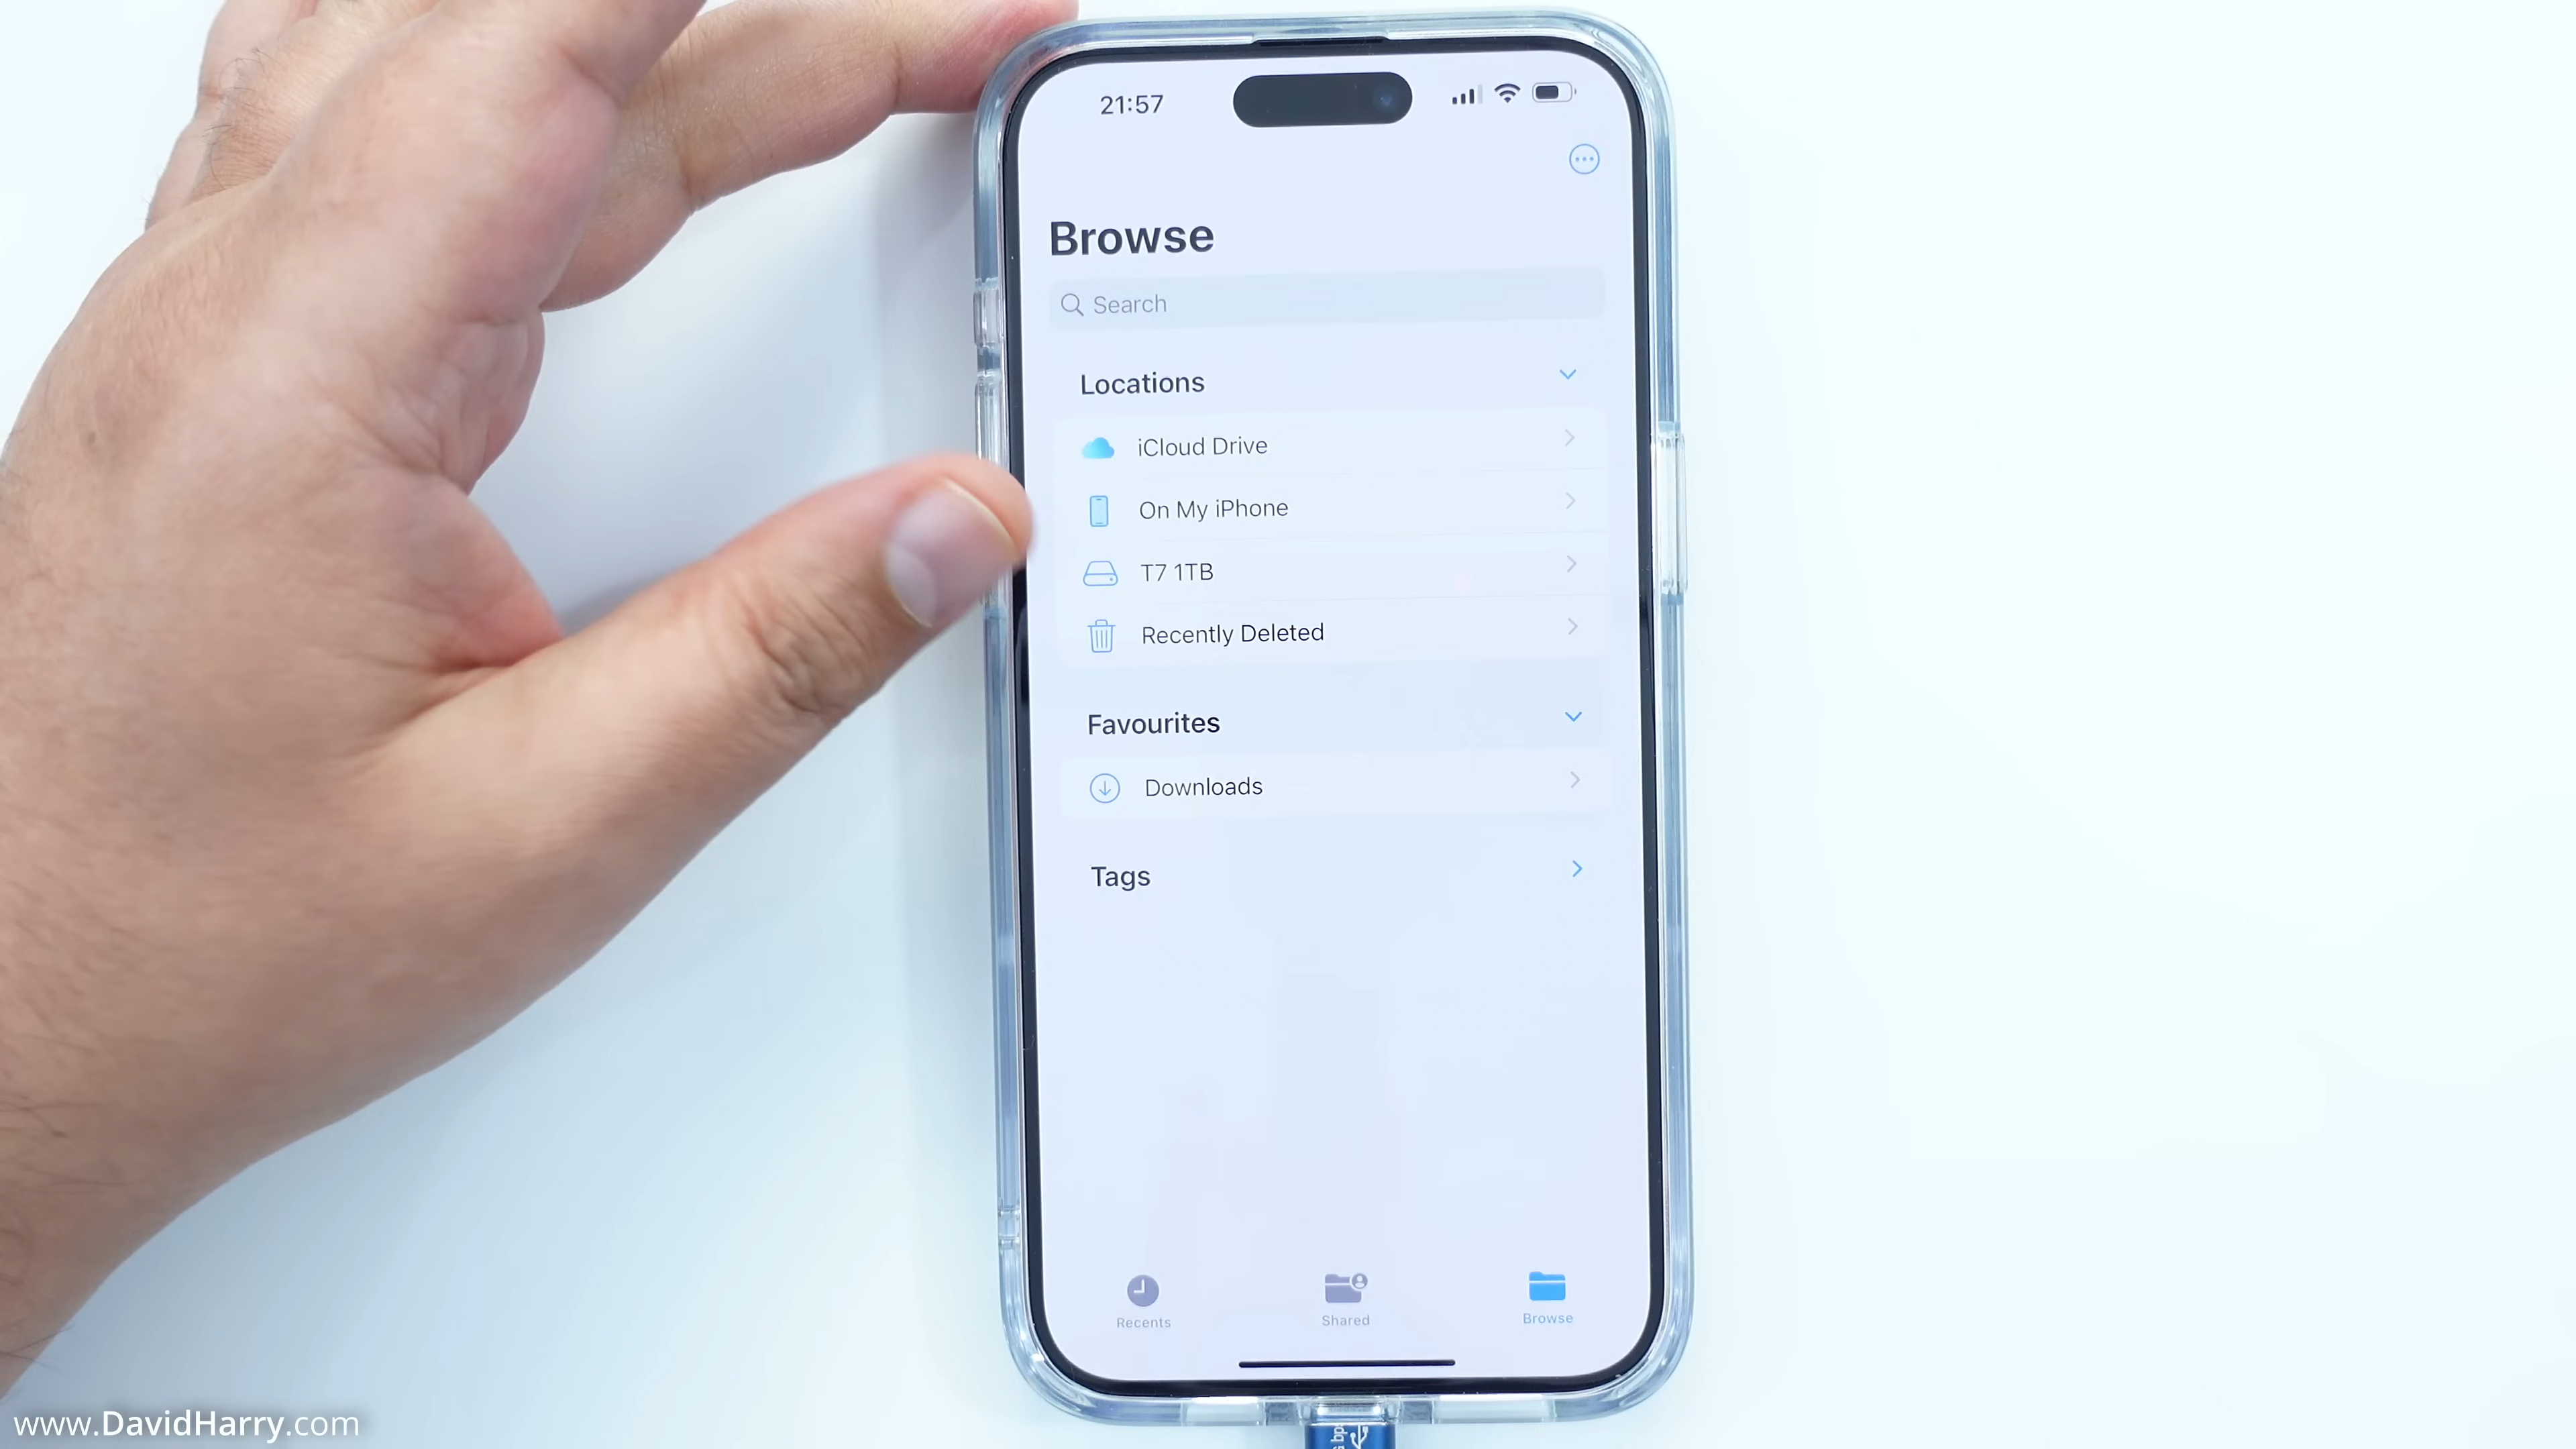 21:57
Browse
Search
Locations
iCloud Drive
On My iPhone
T7 1TB
Recently Deleted
Favourites
Downloads
Tags
Recents
Shared
Browse
www.DavidHarry.com